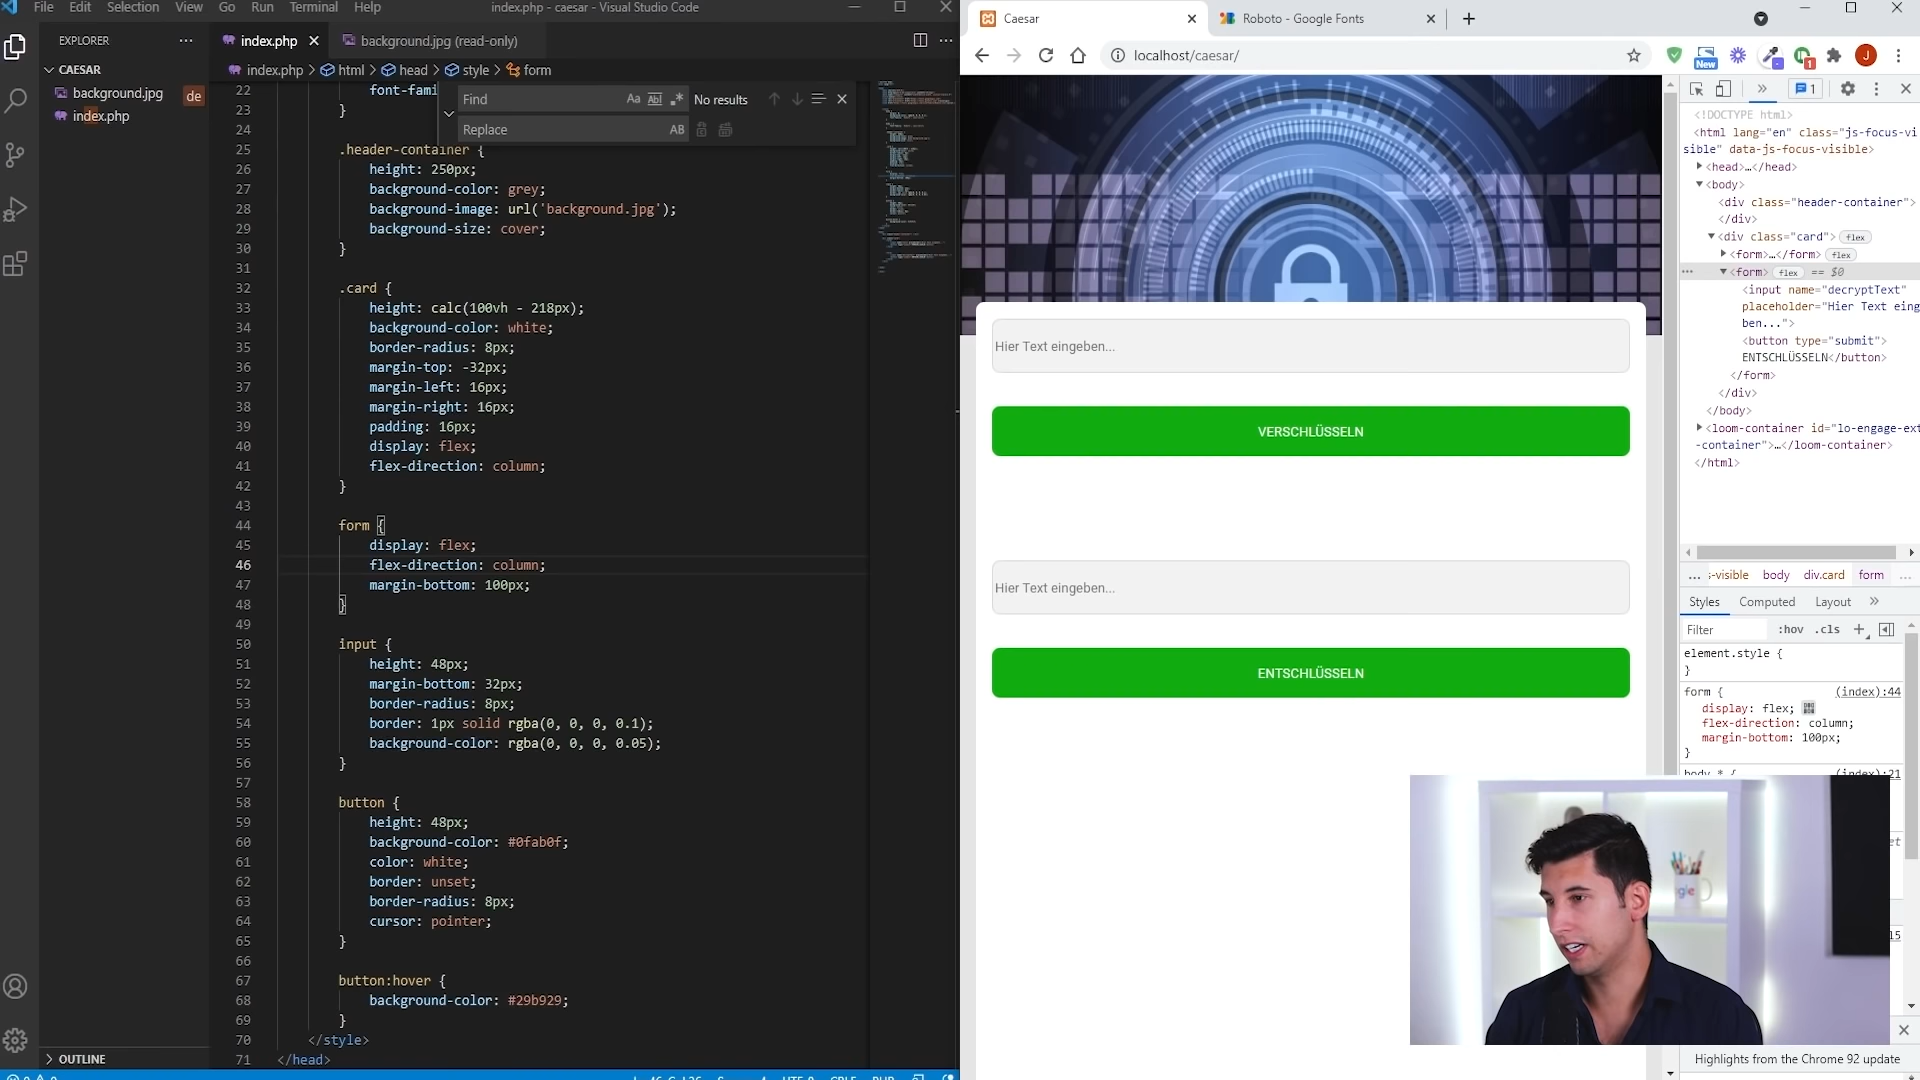 File Edit Selection View Go Run Terminal Help
index.php - caesar - Visual Studio Code
EXPLORER
CAESAR
background.jpg
de
index.php
OUTLINE
index.php
background.jpg (read-only)
index.php > html > head > style > form
Find
Aa
No results
Replace
AB
22 font-fami
23 }
24
25 .header-container {
26 height: 250px;
27 background-color: grey;
28 background-image: url('background.jpg');
29 background-size: cover;
30 }
31
32 .card {
33 height: calc(100vh - 218px);
34 background-color: white;
35 border-radius: 8px;
36 margin-top: -32px;
37 margin-left: 16px;
38 margin-right: 16px;
39 padding: 16px;
40 display: flex;
41 flex-direction: column;
42 }
43
44 form {
45 display: flex;
46 flex-direction: column;
47 margin-bottom: 100px;
48 }
49
50 input {
51 height: 48px;
52 margin-bottom: 32px;
53 border-radius: 8px;
54 border: 1px solid rgba(0, 0, 0, 0.1);
55 background-color: rgba(0, 0, 0, 0.05);
56 }
57
58 button {
59 height: 48px;
60 background-color: #0fab0f;
61 color: white;
62 border: unset;
63 border-radius: 8px;
64 cursor: pointer;
65 }
66
67 button:hover {
68 background-color: #29b929;
69 }
70 </style>
71 </head>
Caesar
Roboto - Google Fonts
localhost/caesar/
New
1
J
Hier Text eingeben...
VERSCHLÜSSELN
Hier Text eingeben...
ENTSCHLÜSSELN
1
<!DOCTYPE html>
<html lang="en" class="js-focus-vi
sible" data-js-focus-visible>
<head>…</head>
<body>
<div class="header-container">
</div>
<div class="card"> flex
<form>…</form> flex
<form> flex == $0
<input name="decryptText"
placeholder="Hier Text eing
ben...">
<button type="submit">
ENTSCHLÜSSELN</button>
</form>
</div>
</body>
<loom-container id="lo-engage-ext
-container">…</loom-container>
</html>
... s-visible body div.card form ...
Styles Computed Layout
Filter :hov .cls
element.style {
}
form { (index):44
display: flex;
flex-direction: column;
margin-bottom: 100px;
}
body * { (index):21
et
15
Highlights from the Chrome 92 update